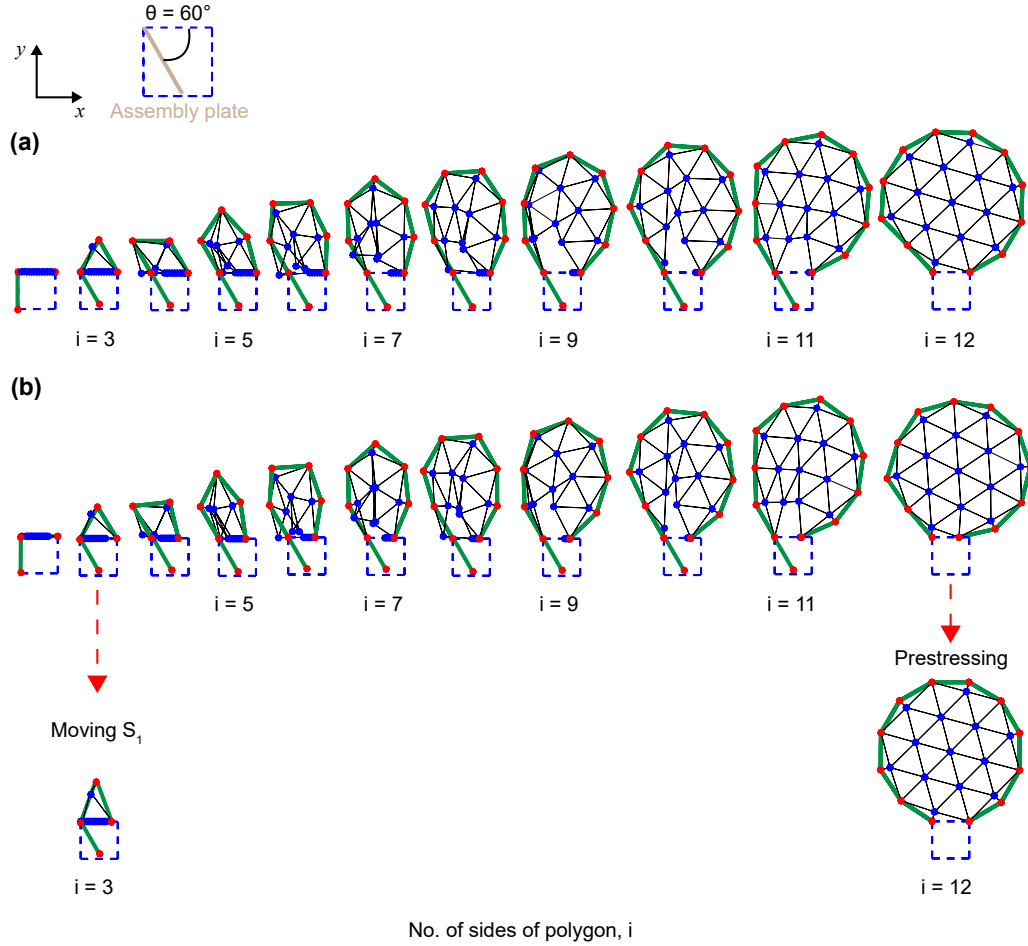 θ = 60°
y
x
Assembly plate
(a)
i = 3
i = 5
i = 7
i = 9
i = 11
i = 12
(b)
i = 5
i = 7
i = 9
i = 11
Prestressing
Moving S₁
i = 3
i = 12
No. of sides of polygon, i